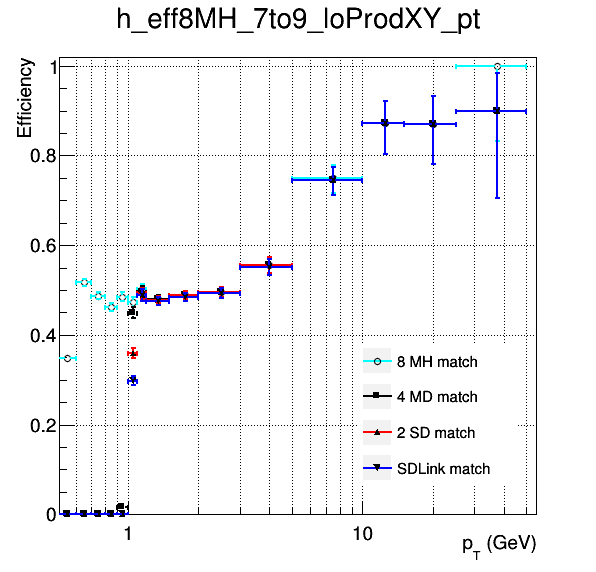 h_eff8MH_7to9_loProdXY_pt
Efficiency
1
0.8
0.6
0.4
0.2
0
8 MH match
4 MD match
2 SD match
SDLink match
1
10
p_T (GeV)